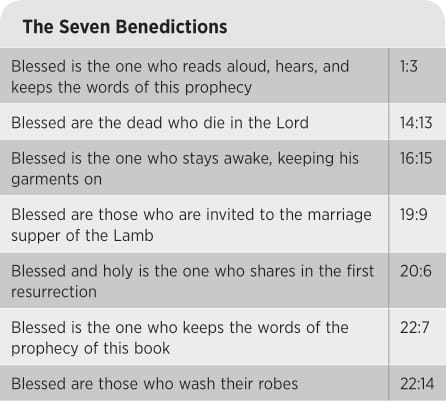 The Seven Benedictions
Blessed is the one who reads aloud, hears, and 1:3
keeps the words of this prophecy
Blessed are the dead who die in the Lord 14:13
Blessed is the one who stays awake, keeping his 16:15
garments on
Blessed are those who are invited to the marriage 19:9
supper of the Lamb
Blessed and holy is the one who shares in the first 20:6
resurrection
Blessed is the one who keeps the words of the 22:7
prophecy of this book
Blessed are those who wash their robes 22:14